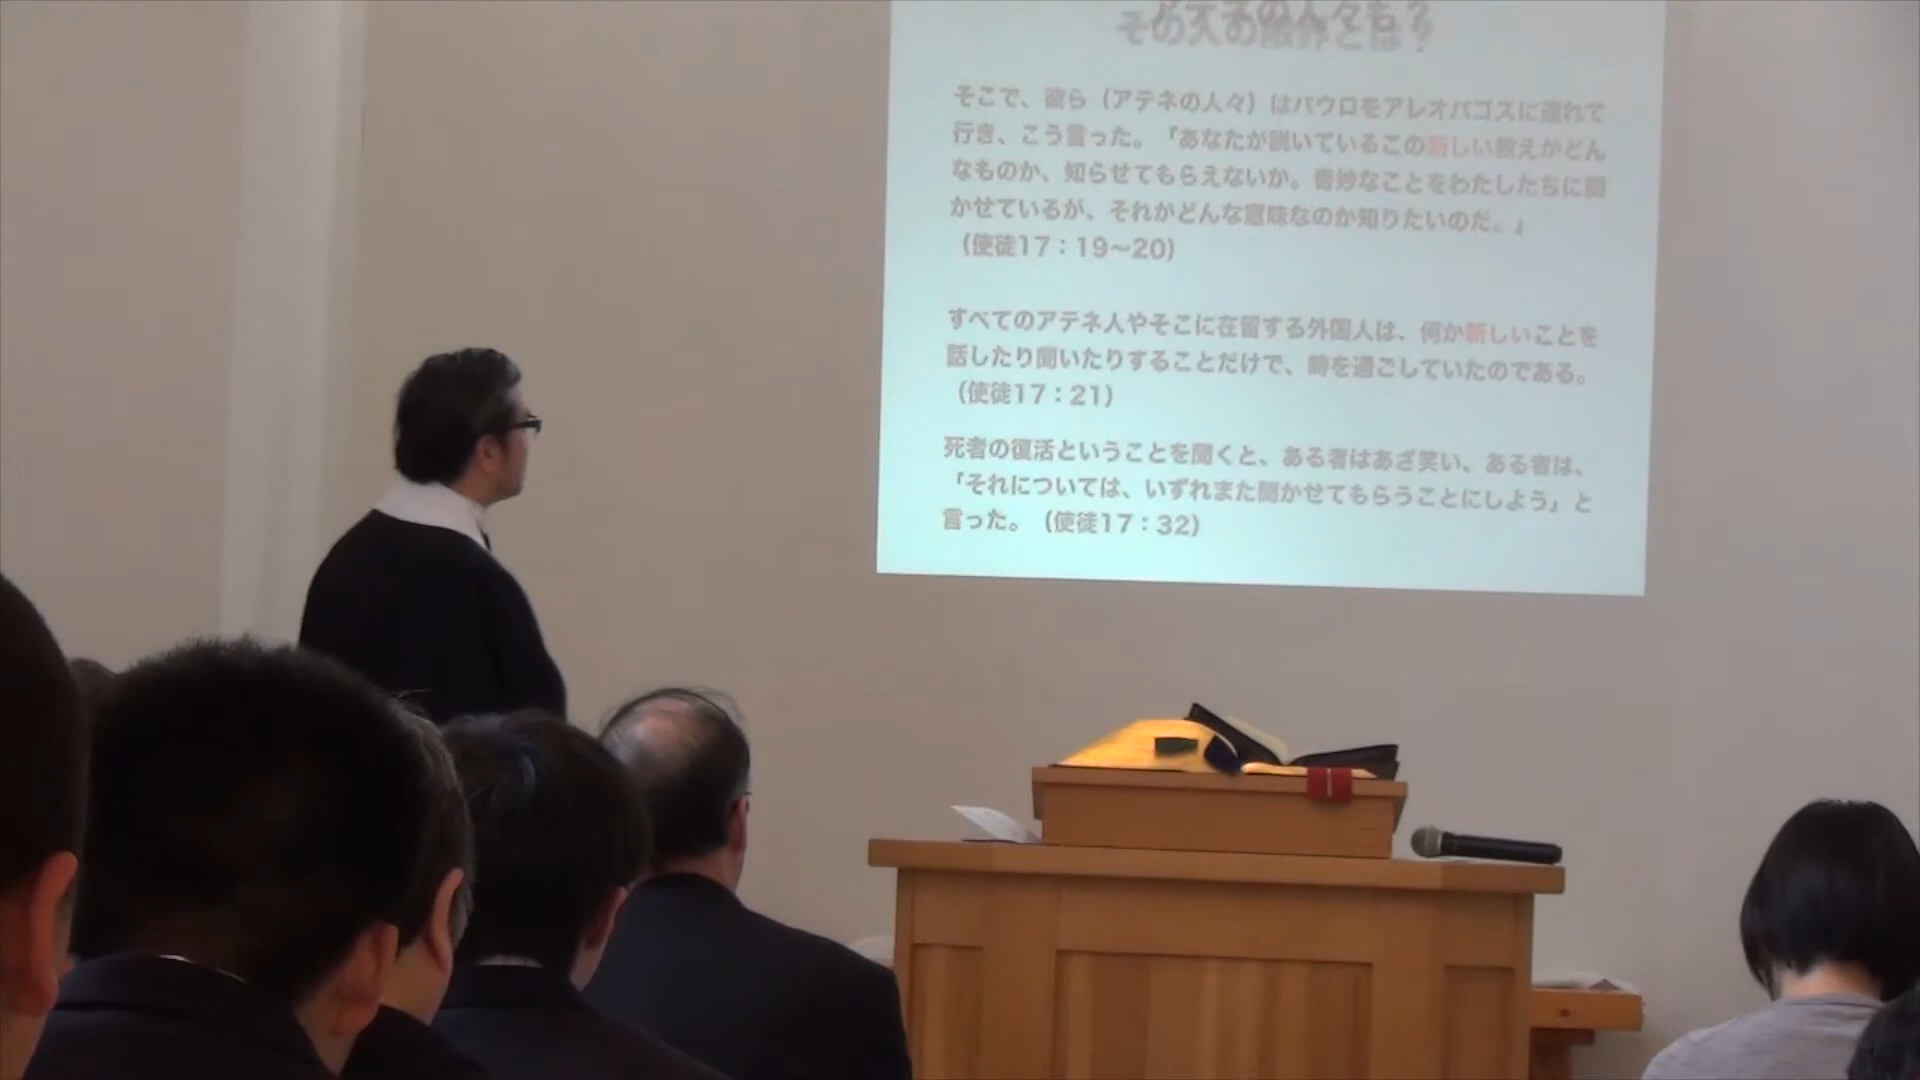 そこで、彼ら（アテネの人々）はパウロをアレオパゴスに連れて
行き、こう言った。「あなたが説いているこの新しい教えがどん
なものか、知らせてもらえないか。奇妙なことをわたしたちに聞
かせているが、それがどんな意味なのか知りたいのだ。」
（使徒17：19〜20）
すべてのアテネ人やそこに在留する外国人は、何か新しいことを
話したり聞いたりすることだけで、時を過ごしていたのである。
（使徒17：21）
死者の復活ということを聞くと、ある者はあざ笑い、ある者は、
「それについては、いずれまた聞かせてもらうことにしよう」と
言った。（使徒17：32）